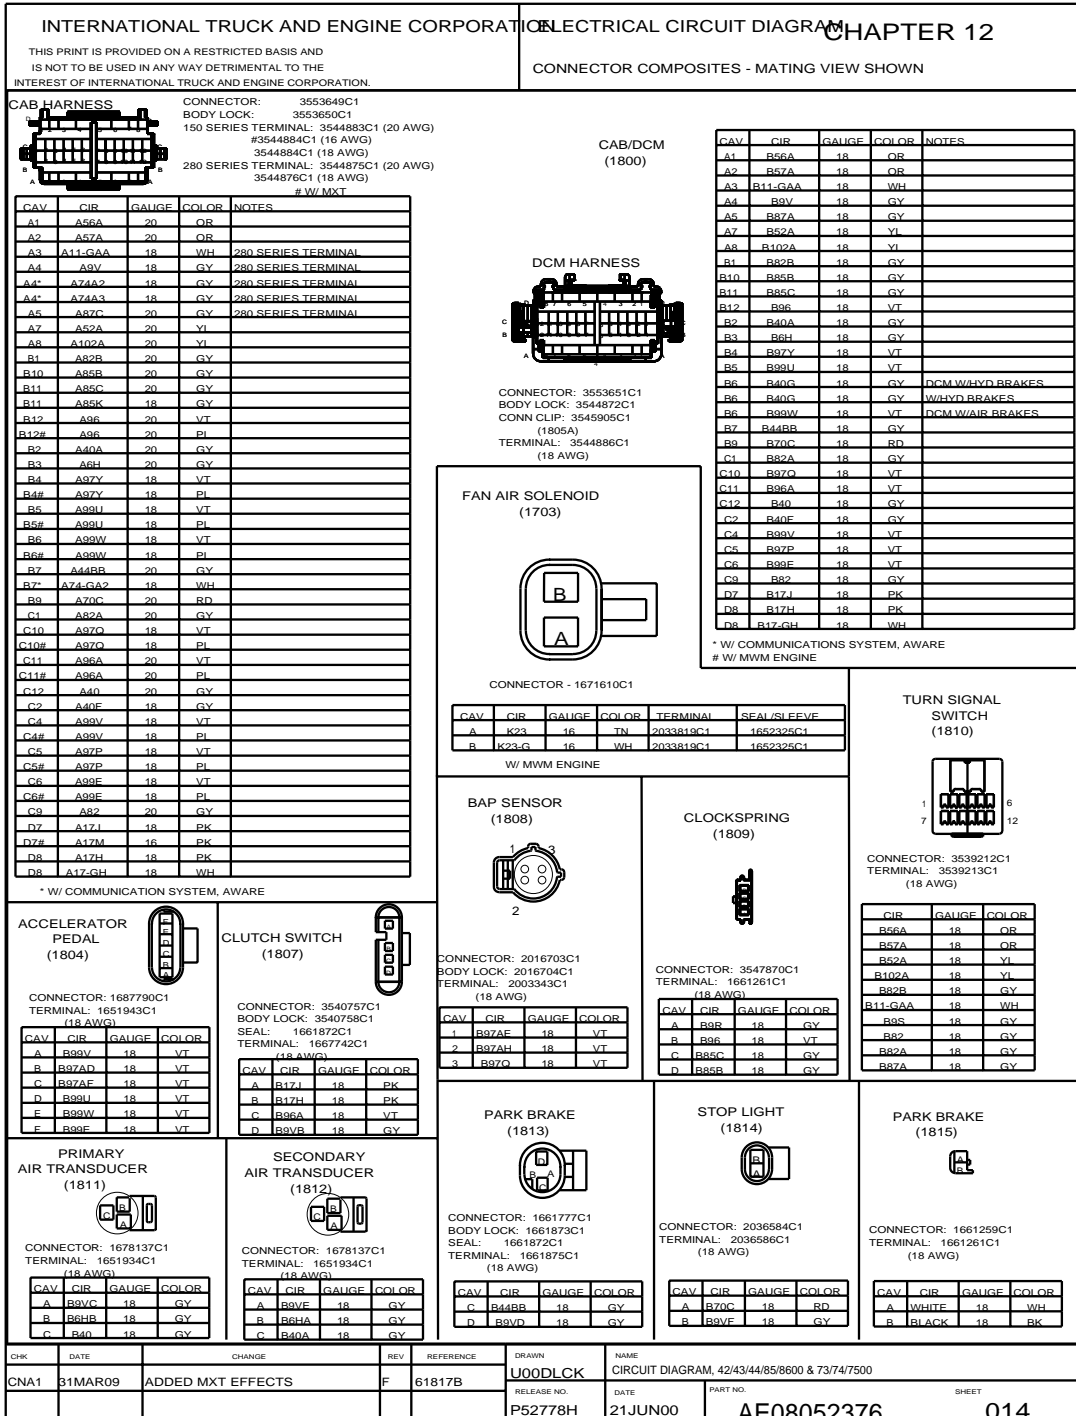 INTERNATIONAL TRUCK AND ENGINE CORPORATION
THIS PRINT IS PROVIDED ON A RESTRICTED BASIS AND
IS NOT TO BE USED IN ANY WAY DETRIMENTAL TO THE
INTEREST OF INTERNATIONAL TRUCK AND ENGINE CORPORATION.
ELECTRICAL CIRCUIT DIAGRAM
CHAPTER 12
CONNECTOR COMPOSITES - MATING VIEW SHOWN
CAB HARNESS
CONNECTOR: 3553649C1
BODY LOCK: 3553650C1
150 SERIES TERMINAL: 3544883C1 (20 AWG)
#3544884C1 (16 AWG)
3544884C1 (18 AWG)
280 SERIES TERMINAL: 3544875C1 (20 AWG)
3544876C1 (18 AWG)
# W/ MXT
CAV CIR GAUGE COLOR NOTES
A1 A56A 20 OR
A2 A57A 20 OR
A3 A11-GAA 18 WH 280 SERIES TERMINAL
A4 A9V 18 GY 280 SERIES TERMINAL
A4* A74A2 18 GY 280 SERIES TERMINAL
A4* A74A3 18 GY 280 SERIES TERMINAL
A5 A87C 20 GY 280 SERIES TERMINAL
A7 A52A 20 YL
A8 A102A 20 YL
B1 A82B 20 GY
B10 A85B 20 GY
B11 A85C 20 GY
B11 A85K 18 GY
B12 A96 20 VT
B12# A96 20 PL
B2 A40A 20 GY
B3 A6H 20 GY
B4 A97Y 18 VT
B4# A97Y 18 PL
B5 A99U 18 VT
B5# A99U 18 PL
B6 A99W 18 VT
B6# A99W 18 PL
B7 A44BB 20 GY
B7* A74-GA2 18 WH
B9 A70C 20 RD
C1 A82A 20 GY
C10 A97Q 18 VT
C10# A97Q 18 PL
C11 A96A 20 VT
C11# A96A 20 PL
C12 A40 20 GY
C2 A40F 18 GY
C4 A99V 18 VT
C4# A99V 18 PL
C5 A97P 18 VT
C5# A97P 18 PL
C6 A99E 18 VT
C6# A99E 18 PL
C9 A82 20 GY
D7 A17J 18 PK
D7# A17M 16 PK
D8 A17H 18 PK
D8 A17-GH 18 WH
* W/ COMMUNICATION SYSTEM, AWARE
CAB/DCM
(1800)
DCM HARNESS
CONNECTOR: 3553651C1
BODY LOCK: 3544872C1
CONN CLIP: 3545905C1
(1805A)
TERMINAL: 3544886C1
(18 AWG)
CAV CIR GAUGE COLOR NOTES
A1 B56A 18 OR
A2 B57A 18 OR
A3 B11-GAA 18 WH
A4 B9V 18 GY
A5 B87A 18 GY
A7 B52A 18 YL
A8 B102A 18 YL
B1 B82B 18 GY
B10 B85B 18 GY
B11 B85C 18 GY
B12 B96 18 VT
B2 B40A 18 GY
B3 B6H 18 GY
B4 B97Y 18 VT
B5 B99U 18 VT
B6 B40G 18 GY DCM W/HYD BRAKES
B6 B40G 18 GY W/HYD BRAKES
B6 B99W 18 VT DCM W/AIR BRAKES
B7 B44BB 18 GY
B9 B70C 18 RD
C1 B82A 18 GY
C10 B97Q 18 VT
C11 B96A 18 VT
C12 B40 18 GY
C2 B40F 18 GY
C4 B99V 18 VT
C5 B97P 18 VT
C6 B99E 18 VT
C9 B82 18 GY
D7 B17J 18 PK
D8 B17H 18 PK
D8 B17-GH 18 WH
* W/ COMMUNICATIONS SYSTEM, AWARE
# W/ MWM ENGINE
FAN AIR SOLENOID
(1703)
B
A
CONNECTOR - 1671610C1
CAV CIR GAUGE COLOR TERMINAL SEAL/SLEEVE
A K23 16 TN 2033819C1 1652325C1
B K23-G 16 WH 2033819C1 1652325C1
W/ MWM ENGINE
TURN SIGNAL
SWITCH
(1810)
1 6
7 12
CONNECTOR: 3539212C1
TERMINAL: 3539213C1
(18 AWG)
CIR GAUGE COLOR
B56A 18 OR
B57A 18 OR
B52A 18 YL
B102A 18 YL
B82B 18 GY
B11-GAA 18 WH
B9S 18 GY
B82 18 GY
B82A 18 GY
B87A 18 GY
BAP SENSOR
(1808)
1 3
2
CONNECTOR: 2016703C1
BODY LOCK: 2016704C1
TERMINAL: 2003343C1
(18 AWG)
CAV CIR GAUGE COLOR
1 B97AE 18 VT
2 B97AH 18 VT
3 B97Q 18 VT
CLOCKSPRING
(1809)
CONNECTOR: 3547870C1
TERMINAL: 1661261C1
(18 AWG)
CAV CIR GAUGE COLOR
A B9R 18 GY
B B96 18 VT
C B85C 18 GY
D B85B 18 GY
ACCELERATOR
PEDAL
(1804)
F
E
D
C
B
A
CONNECTOR: 1687790C1
TERMINAL: 1651943C1
(18 AWG)
CAV CIR GAUGE COLOR
A B99V 18 VT
B B97AD 18 VT
C B97AF 18 VT
D B99U 18 VT
E B99W 18 VT
F B99E 18 VT
CLUTCH SWITCH
(1807)
CONNECTOR: 3540757C1
BODY LOCK: 3540758C1
SEAL: 1661872C1
TERMINAL: 1667742C1
(18 AWG)
CAV CIR GAUGE COLOR
A B17J 18 PK
B B17H 18 PK
C B96A 18 VT
D B9VB 18 GY
PRIMARY
AIR TRANSDUCER
(1811)
B
C
A
CONNECTOR: 1678137C1
TERMINAL: 1651934C1
(18 AWG)
CAV CIR GAUGE COLOR
A B9VC 18 GY
B B6HB 18 GY
C B40 18 GY
SECONDARY
AIR TRANSDUCER
(1812)
B
C
A
CONNECTOR: 1678137C1
TERMINAL: 1651934C1
(18 AWG)
CAV CIR GAUGE COLOR
A B9VE 18 GY
B B6HA 18 GY
C B40A 18 GY
PARK BRAKE
(1813)
D
B A
C
CONNECTOR: 1661777C1
BODY LOCK: 1661873C1
SEAL: 1661872C1
TERMINAL: 1661875C1
(18 AWG)
CAV CIR GAUGE COLOR
C B44BB 18 GY
D B9VD 18 GY
STOP LIGHT
(1814)
B
A
CONNECTOR: 2036584C1
TERMINAL: 2036586C1
(18 AWG)
CAV CIR GAUGE COLOR
A B70C 18 RD
B B9VF 18 GY
PARK BRAKE
(1815)
A
B
CONNECTOR: 1661259C1
TERMINAL: 1661261C1
(18 AWG)
CAV CIR GAUGE COLOR
A WHITE 18 WH
B BLACK 18 BK
CHK DATE CHANGE REV REFERENCE
CNA1 31MAR09 ADDED MXT EFFECTS F 61817B
DRAWN
U00DLCK
NAME
CIRCUIT DIAGRAM, 42/43/44/85/8600 & 73/74/7500
RELEASE NO.
P52778H
DATE
21JUN00
PART NO.
AE08052376
SHEET
014